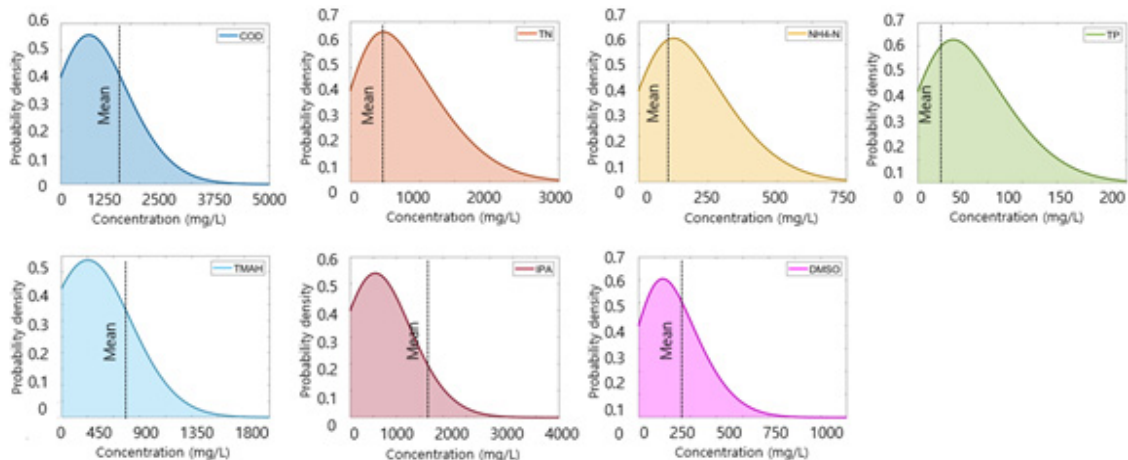 COD
Probability density
0.6
0.5
0.4
0.3
0.2
0.1
0
Mean
0 1250 2500 3750 5000
Concentration (mg/L)
TN
Probability density
0.7
0.6
0.5
0.4
0.3
0.2
0.1
0
Mean
1000 2000 3000
Concentration (mg/L)
NH4-N
Probability density
0.7
0.6
0.5
0.4
0.3
0.2
0.1
0
Mean
0 250 500 750
Concentration (mg/L)
TP
Probability density
0.7
0.6
0.5
0.4
0.3
0.2
0.1
0
Mean
0 50 100 150 200
Concentration (mg/L)
TMAH
Probability density
0.5
0.4
0.3
0.2
0.1
0
Mean
0 450 900 1350 1800
Concentration (mg/L)
IPA
Probability density
0.6
0.5
0.4
0.3
0.2
0.1
0
Mean
1000 2000 3000 4000
Concentration (mg/L)
DMSO
Probability density
0.7
0.6
0.5
0.4
0.3
0.2
0.1
0
Mean
0 250 500 750 1000
Concentration (mg/L)